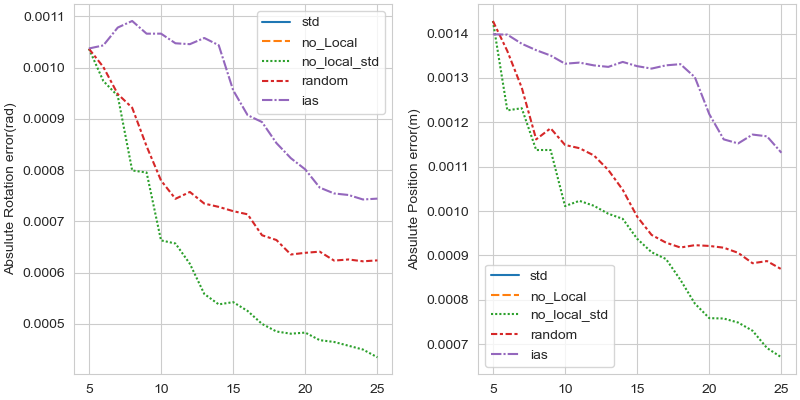 Absulute Rotation error(rad)
0.0011
0.0010
0.0009
0.0008
0.0007
0.0006
0.0005
5
10
15
20
25
std
no_Local
no_local_std
random
ias
Absulute Position error(m)
0.0014
0.0013
0.0012
0.0011
0.0010
0.0009
0.0008
0.0007
5
10
15
20
25
std
no_Local
no_local_std
random
ias